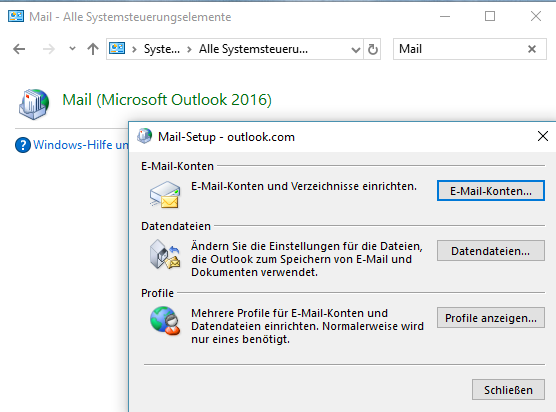 Mail - Alle Systemsteuerungselemente
Syste... Alle Systemsteueru... Mail
Mail (Microsoft Outlook 2016)
Windows-Hilfe un
Mail-Setup - outlook.com
E-Mail-Konten
E-Mail-Konten und Verzeichnisse einrichten.
E-Mail-Konten...
Datendateien
Ändern Sie die Einstellungen für die Dateien,
die Outlook zum Speichern von E-Mail und
Dokumenten verwendet.
Datendateien...
Profile
Mehrere Profile für E-Mail-Konten und
Datendateien einrichten. Normalerweise wird
nur eines benötigt.
Profile anzeigen...
Schließen